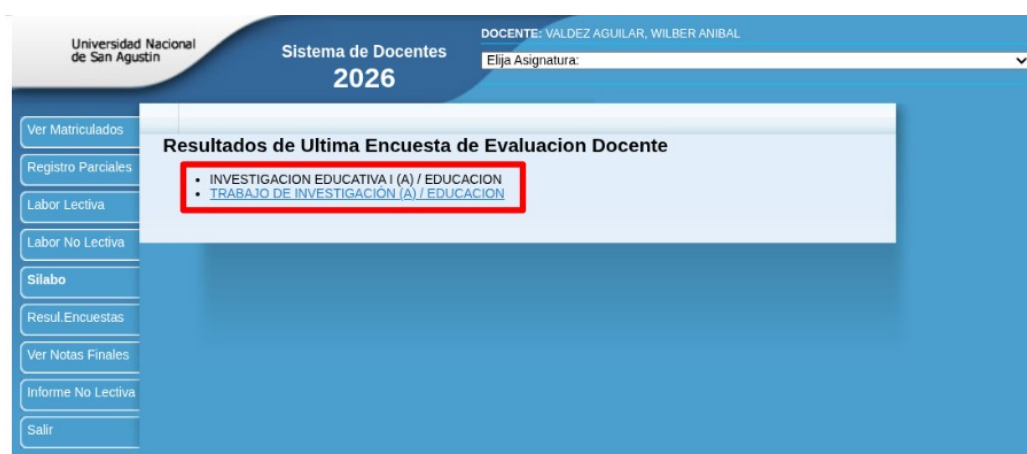 Universidad Nacional
de San Agustin
Sistema de Docentes
2026
DOCENTE: VALDEZ AGUILAR, WILBER ANIBAL
Elija Asignatura:
Ver Matriculados
Registro Parciales
Labor Lectiva
Labor No Lectiva
Silabo
Resul.Encuestas
Ver Notas Finales
Informe No Lectiva
Salir
Resultados de Ultima Encuesta de Evaluacion Docente
INVESTIGACION EDUCATIVA I (A) / EDUCACION
TRABAJO DE INVESTIGACIÓN (A) / EDUCACION